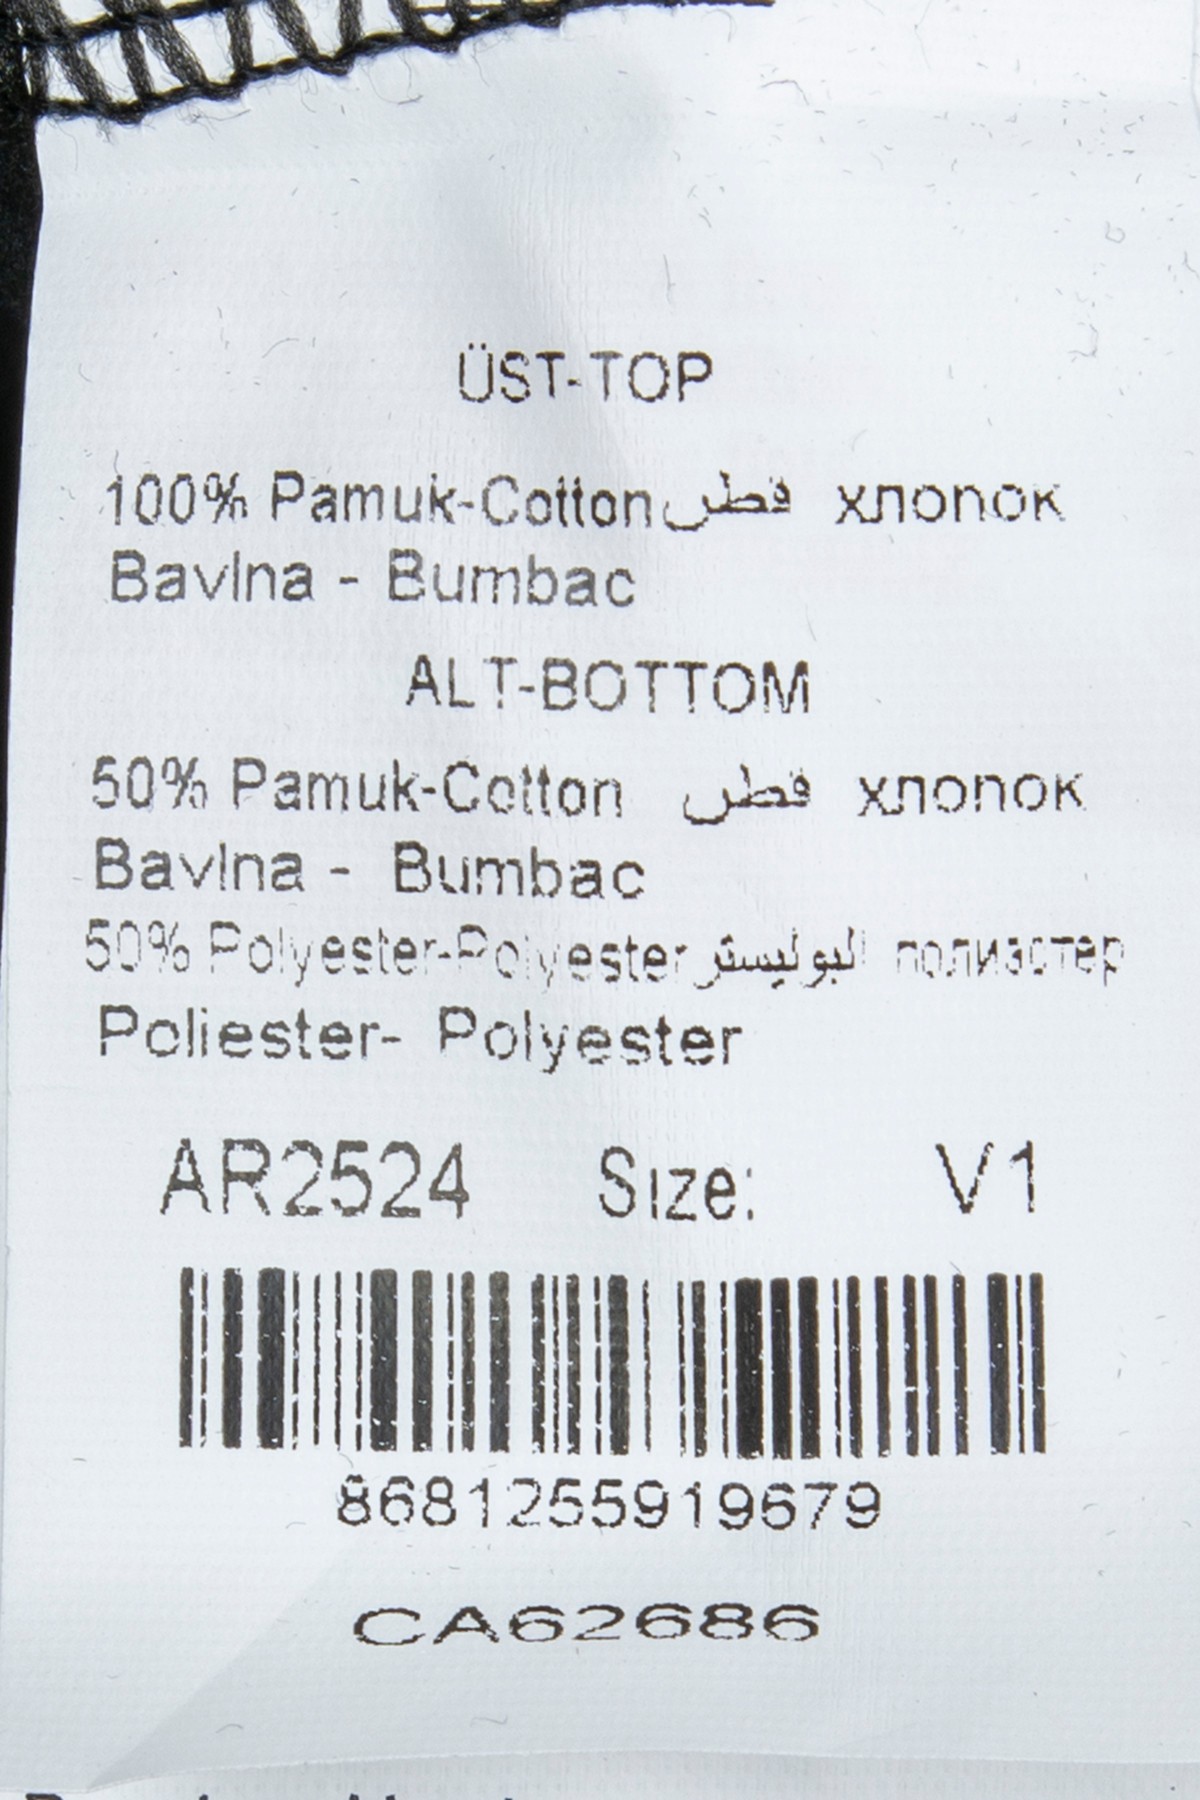 ÜST-TOP
100% Pamuk-Cotton قطن хлопок
Bavlna - Bumbac
ALT-BOTTOM
50% Pamuk-Cotton قطن хлопок
Bavlna - Bumbac
50% Polyester-Polyester البوليستر полиэстер
Poliester- Polyester
AR2524 Size: V1
8681255919679
CA62686